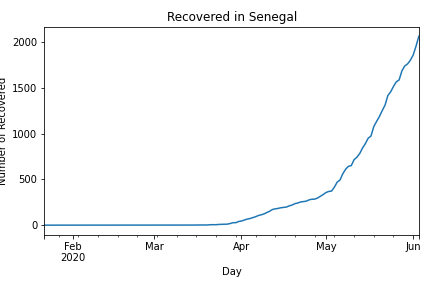 Recovered in Senegal
2000
1500
1000
500
0
Number of Recovered
Feb
2020
Mar
Apr
May
Jun
Day